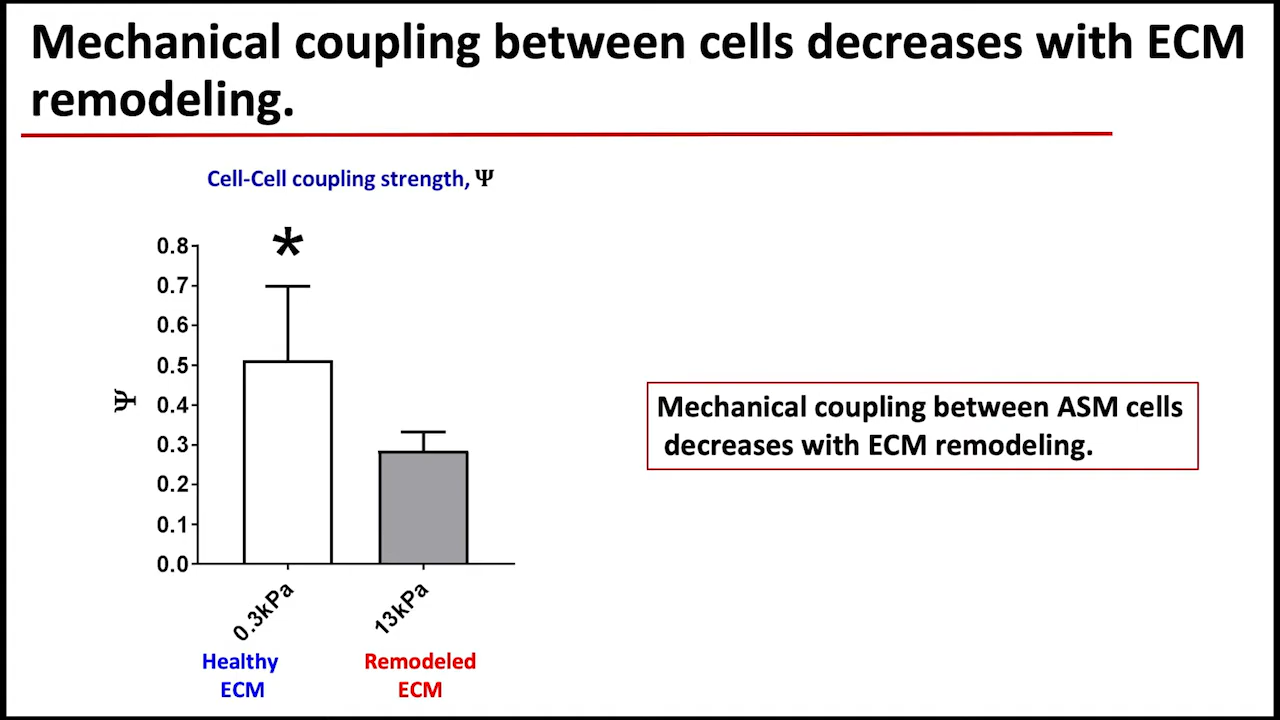 Mechanical coupling between cells decreases with ECM
remodeling.
Cell-Cell coupling strength, Ψ
*
0.8
0.7
0.6
0.5
0.4
0.3
0.2
0.1
0.0
Ψ
0.3kPa
13kPa
Healthy
ECM
Remodeled
ECM
Mechanical coupling between ASM cells
decreases with ECM remodeling.